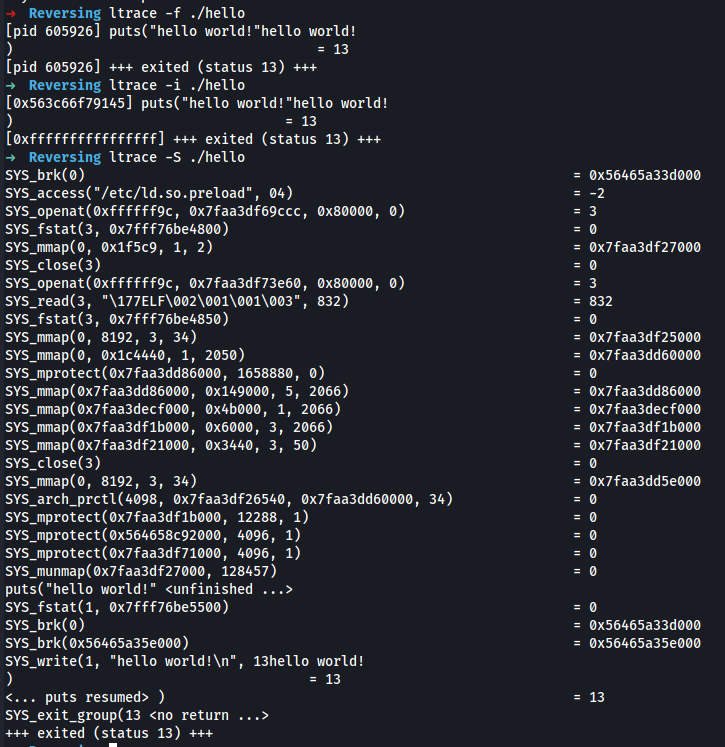 → Reversing ltrace -f ./hello
[pid 605926] puts("hello world!"hello world!
) = 13
[pid 605926] +++ exited (status 13) +++
→ Reversing ltrace -i ./hello
[0x563c66f79145] puts("hello world!"hello world!
) = 13
[0xffffffffffffffff] +++ exited (status 13) +++
→ Reversing ltrace -S ./hello
SYS_brk(0) = 0x56465a33d000
SYS_access("/etc/ld.so.preload", 04) = -2
SYS_openat(0xffffff9c, 0x7faa3df69ccc, 0x80000, 0) = 3
SYS_fstat(3, 0x7fff76be4800) = 0
SYS_mmap(0, 0x1f5c9, 1, 2) = 0x7faa3df27000
SYS_close(3) = 0
SYS_openat(0xffffff9c, 0x7faa3df73e60, 0x80000, 0) = 3
SYS_read(3, "\177ELF\002\001\001\003", 832) = 832
SYS_fstat(3, 0x7fff76be4850) = 0
SYS_mmap(0, 8192, 3, 34) = 0x7faa3df25000
SYS_mmap(0, 0x1c4440, 1, 2050) = 0x7faa3dd60000
SYS_mprotect(0x7faa3dd86000, 1658880, 0) = 0
SYS_mmap(0x7faa3dd86000, 0x149000, 5, 2066) = 0x7faa3dd86000
SYS_mmap(0x7faa3decf000, 0x4b000, 1, 2066) = 0x7faa3decf000
SYS_mmap(0x7faa3df1b000, 0x6000, 3, 2066) = 0x7faa3df1b000
SYS_mmap(0x7faa3df21000, 0x3440, 3, 50) = 0x7faa3df21000
SYS_close(3) = 0
SYS_mmap(0, 8192, 3, 34) = 0x7faa3dd5e000
SYS_arch_prctl(4098, 0x7faa3df26540, 0x7faa3dd60000, 34) = 0
SYS_mprotect(0x7faa3df1b000, 12288, 1) = 0
SYS_mprotect(0x564658c92000, 4096, 1) = 0
SYS_mprotect(0x7faa3df71000, 4096, 1) = 0
SYS_munmap(0x7faa3df27000, 128457) = 0
puts("hello world!" <unfinished ...>
SYS_fstat(1, 0x7fff76be5500) = 0
SYS_brk(0) = 0x56465a33d000
SYS_brk(0x56465a35e000) = 0x56465a35e000
SYS_write(1, "hello world!\n", 13hello world!
) = 13
<... puts resumed> ) = 13
SYS_exit_group(13 <no return ...>
+++ exited (status 13) +++